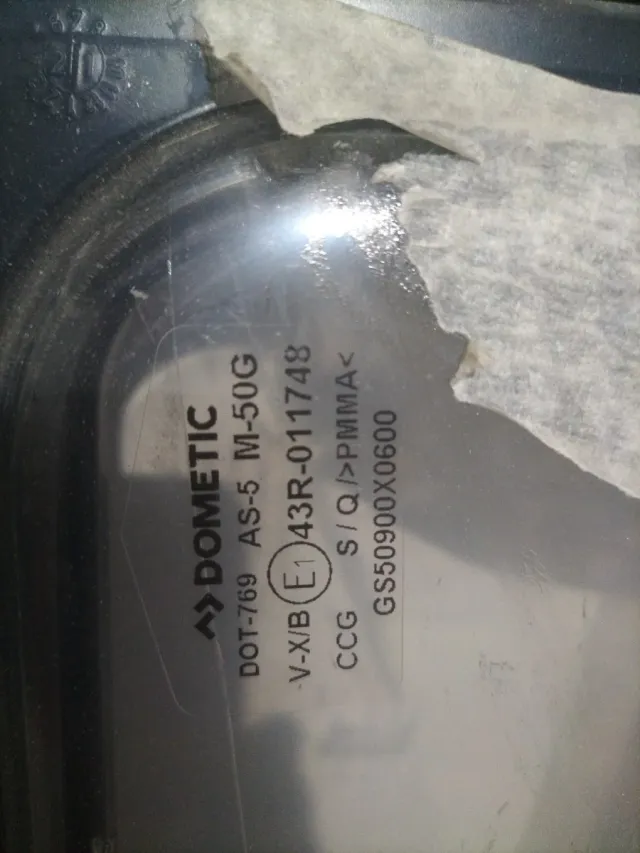 DOMETIC
DOT-769 AS-5 M-50G
V-X/B E1 43R-011748
CCG S/Q/>PMMA<
GS50900X0600